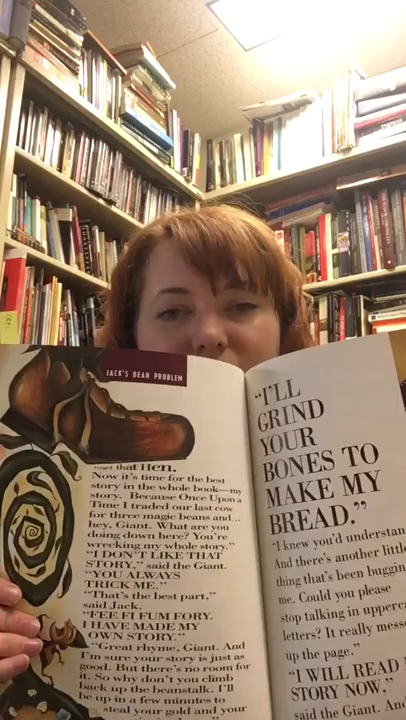 JACK'S BEAN PROBLEM
that Hen.
Now it's time for the best
story in the whole book—my
story. Because Once Upon a
Time I traded our last cow
for three magic beans and...
hey, Giant. What are you
doing down here? You're
wrecking my whole story."
"I DON'T LIKE THAT
STORY," said the Giant.
"YOU ALWAYS
TRICK ME."
"That's the best part,"
said Jack.
"FEE FI FUM FORY.
I HAVE MADE MY
OWN STORY."
"Great rhyme, Giant. And
I'm sure your story is just as
good. But there's no room for
it. So why don't you climb
back up the beanstalk. I'll
be up in a few minutes to
steal your gold and your
"I'LL
GRIND
YOUR
BONES TO
MAKE MY
BREAD."
"I knew you'd understan
And there's another little
thing that's been buggin
me. Could you please
stop talking in upperca
letters? It really messe
up the page."
"I WILL READ
STORY NOW,"
said the Giant. And